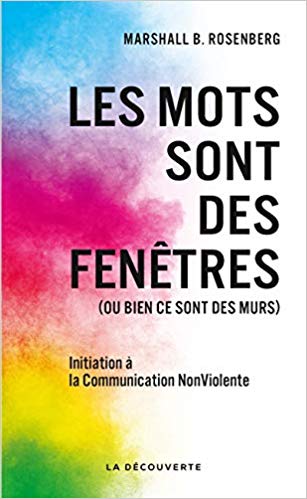 MARSHALL B. ROSENBERG
LES MOTS
SONT
DES
FENÊTRES
(OU BIEN CE SONT DES MURS)
Initiation à
la Communication NonViolente
LA DÉCOUVERTE